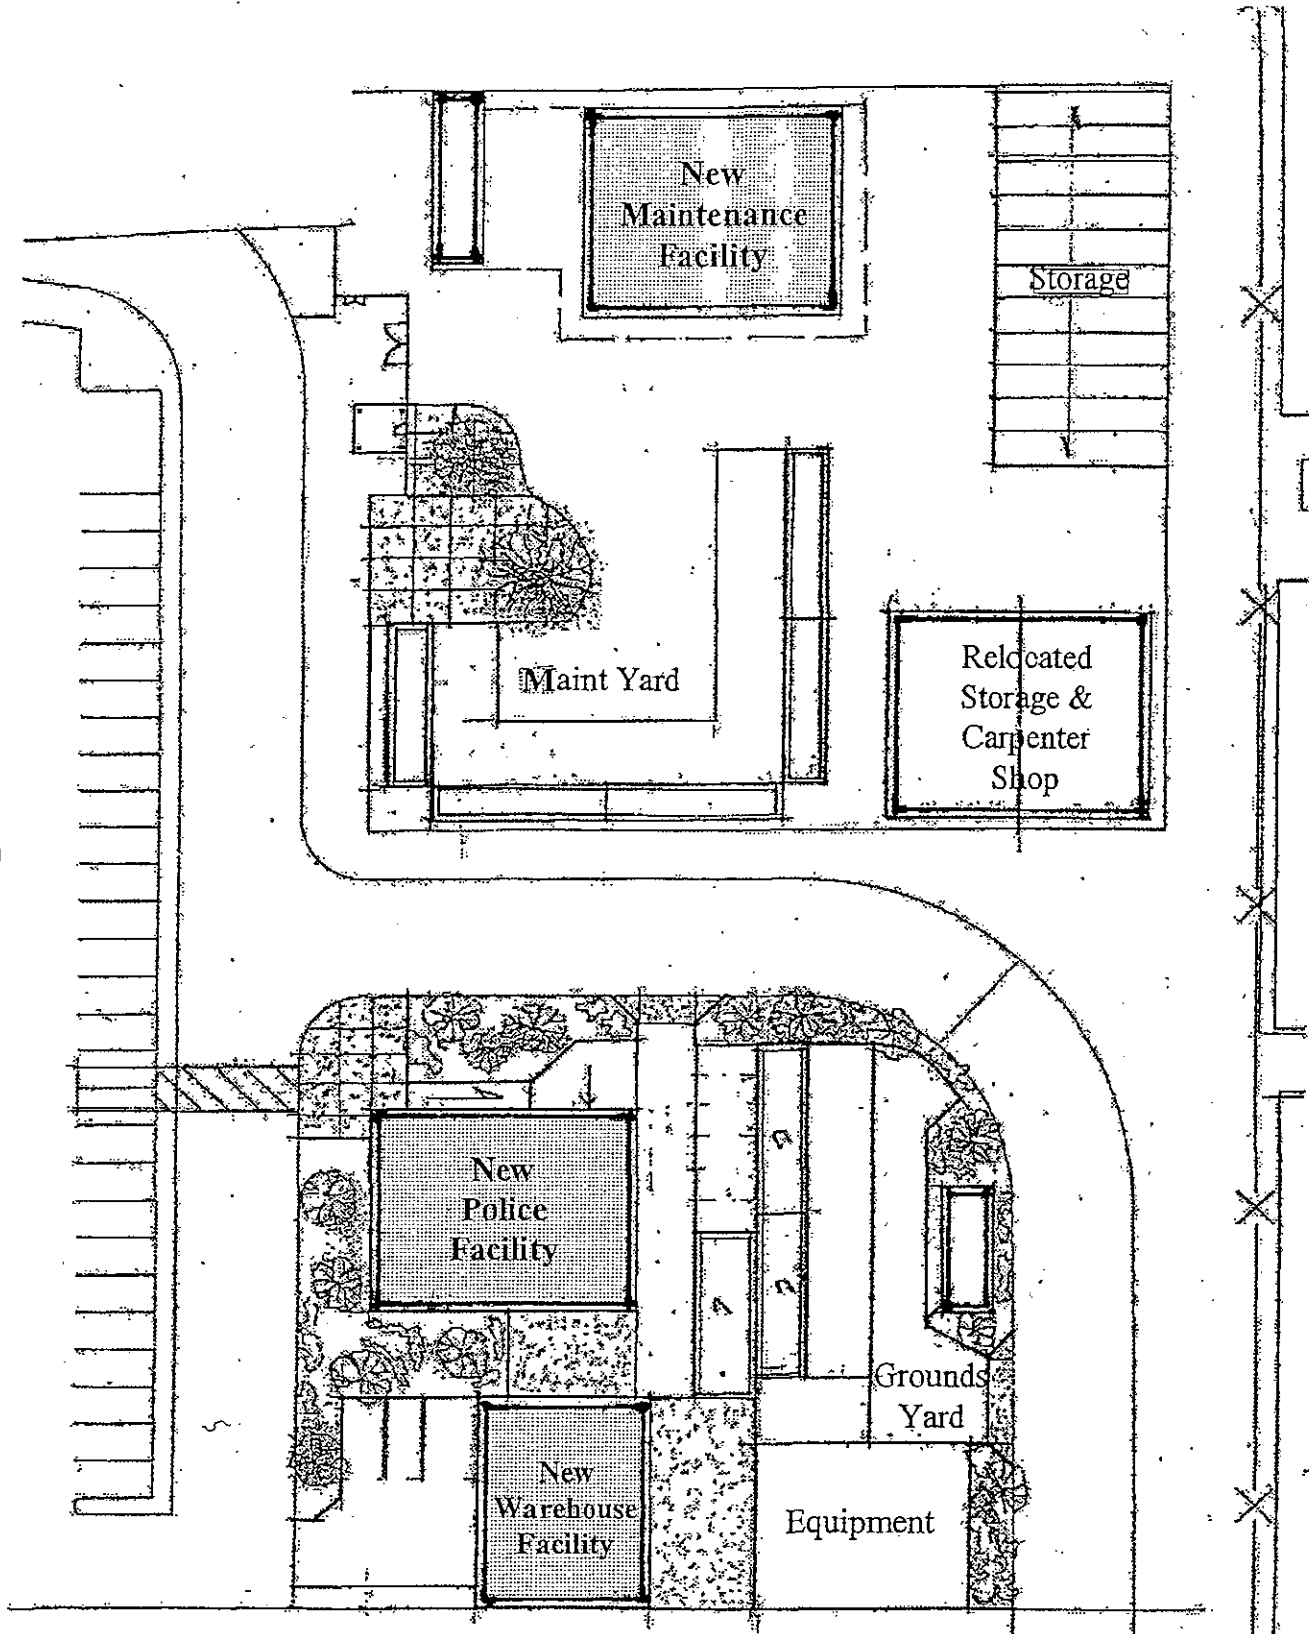 New
Maintenance
Facility
Storage
Relocated
Storage &
Carpenter
Shop
Maint Yard
New
Police
Facility
Grounds
Yard
New
Warehouse
Facility
Equipment